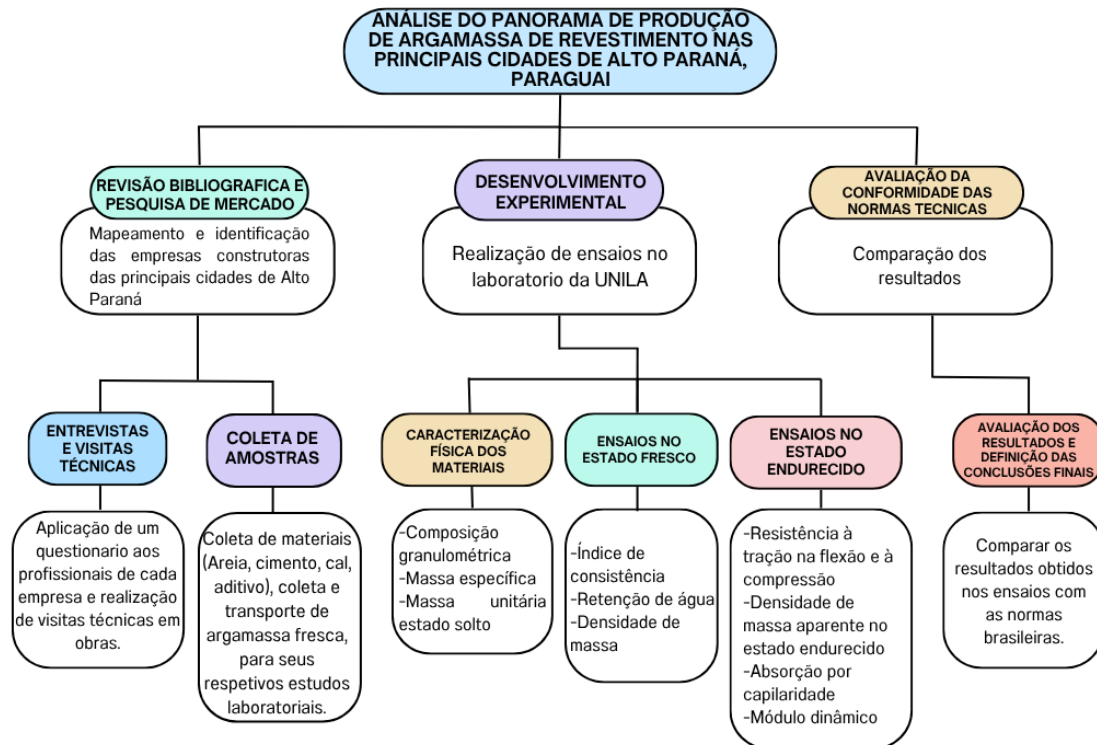 ANÁLISE DO PANORAMA DE PRODUÇÃO
DE ARGAMASSA DE REVESTIMENTO NAS
PRINCIPAIS CIDADES DE ALTO PARANÁ,
PARAGUAI
REVISÃO BIBLIOGRAFICA E
PESQUISA DE MERCADO
Mapeamento e identificação
das empresas construtoras
das principais cidades de Alto
Paraná
DESENVOLVIMENTO
EXPERIMENTAL
Realização de ensaios no
laboratorio da UNILA
AVALIAÇÃO DA
CONFORMIDADE DAS
NORMAS TECNICAS
Comparação dos
resultados
ENTREVISTAS
E VISITAS
TÉCNICAS
Aplicação de um
questionario aos
profissionais de cada
empresa e realização
de visitas técnicas em
obras.
COLETA DE
AMOSTRAS
Coleta de materiais
(Areia, cimento, cal,
aditivo), coleta e
transporte de
argamassa fresca,
para seus
respetivos estudos
laboratoriais.
CARACTERIZAÇÃO
FÍSICA DOS
MATERIAIS
-Composição
granulométrica
-Massa específica
-Massa unitária
estado solto
ENSAIOS NO
ESTADO FRESCO
-Índice de
consistência
-Retenção de água
-Densidade de
massa
ENSAIOS NO
ESTADO
ENDURECIDO
-Resistência à
tração na flexão e à
compressão
-Densidade de
massa aparente no
estado endurecido
-Absorção por
capilaridade
-Módulo dinâmico
AVALIAÇÃO DOS
RESULTADOS E
DEFINIÇÃO DAS
CONCLUSÕES FINAIS
Comparar os
resultados obtidos
nos ensaios com
as normas
brasileiras.